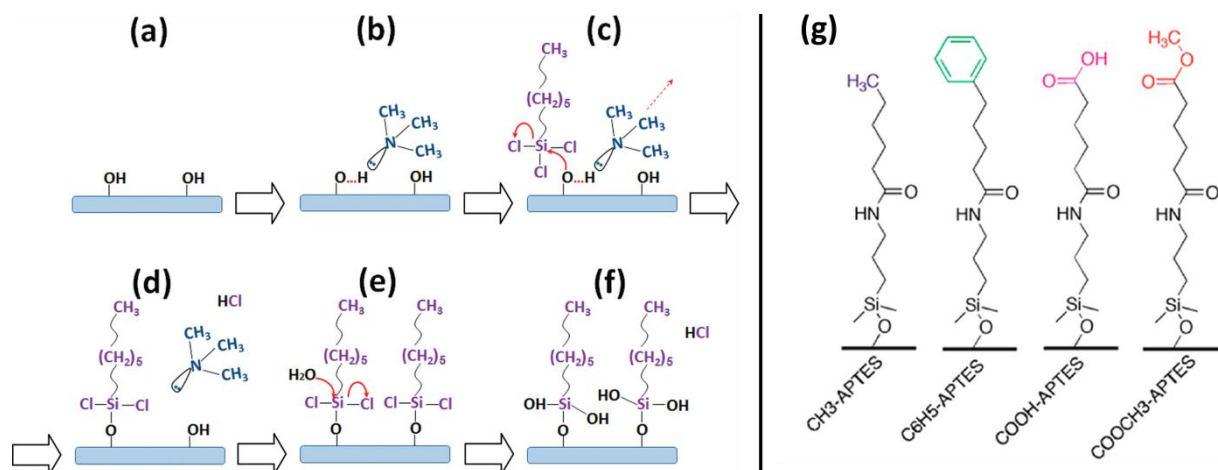 (a)
OH
OH
(b)
CH₃
CH₃
N
CH₃
O...H
OH
(c)
CH₃
(CH₂)₅
CH₃
CH₃
Cl Si Cl
N
CH₃
Cl
O...H
OH
(d)
HCl
CH₃
CH₃
CH₃
(CH₂)₅
N
CH₃
Cl Si Cl
O
OH
(e)
CH₃
CH₃
(CH₂)₅
(CH₂)₅
H₂O
Cl Si Cl
Cl Si Cl
O
O
(f)
CH₃
CH₃
HCl
(CH₂)₅
(CH₂)₅
OH Si OH
HO Si OH
O
O
(g)
H₃C
O
HN
Si
O
CH3-APTES
O
HN
Si
O
C6H5-APTES
O
OH
O
HN
Si
O
COOH-APTES
H₃C
O
O
O
HN
Si
O
COOCH3-APTES